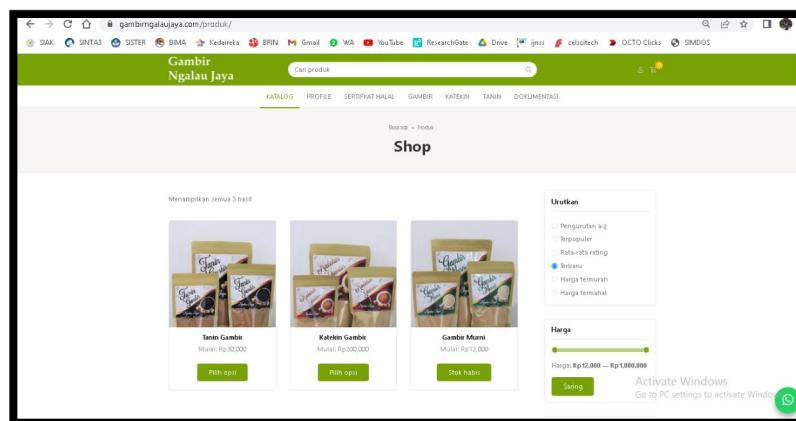 gambirngalaujaya.com/produk/
SIAK SINTA3 SISTER BIMA Kedaireka BRIN Gmail WA YouTube ResearchGate Drive ijnss celscitech OCTO Clicks SIMDOS
Gambir
Ngalau Jaya
Cari produk
0
KATALOG PROFILE SERTIFIKAT HALAL GAMBIR KATEKIN TANIN DOKUMENTASI
Beranda » Produk
Shop
Menampilkan semua 3 hasil
Tanin Gambir
Mulai: Rp30,000
Pilih opsi
Katekin Gambir
Mulai: Rp200,000
Pilih opsi
Gambir Murni
Mulai: Rp12,000
Stok habis
Urutkan
Pengurutan a-z
Terpopuler
Rata-rata rating
Terbaru
Harga termurah
Harga termahal
Harga
Harga: Rp12.000 — Rp1.000.000
Saring
Activate Windows
Go to PC settings to activate Windows